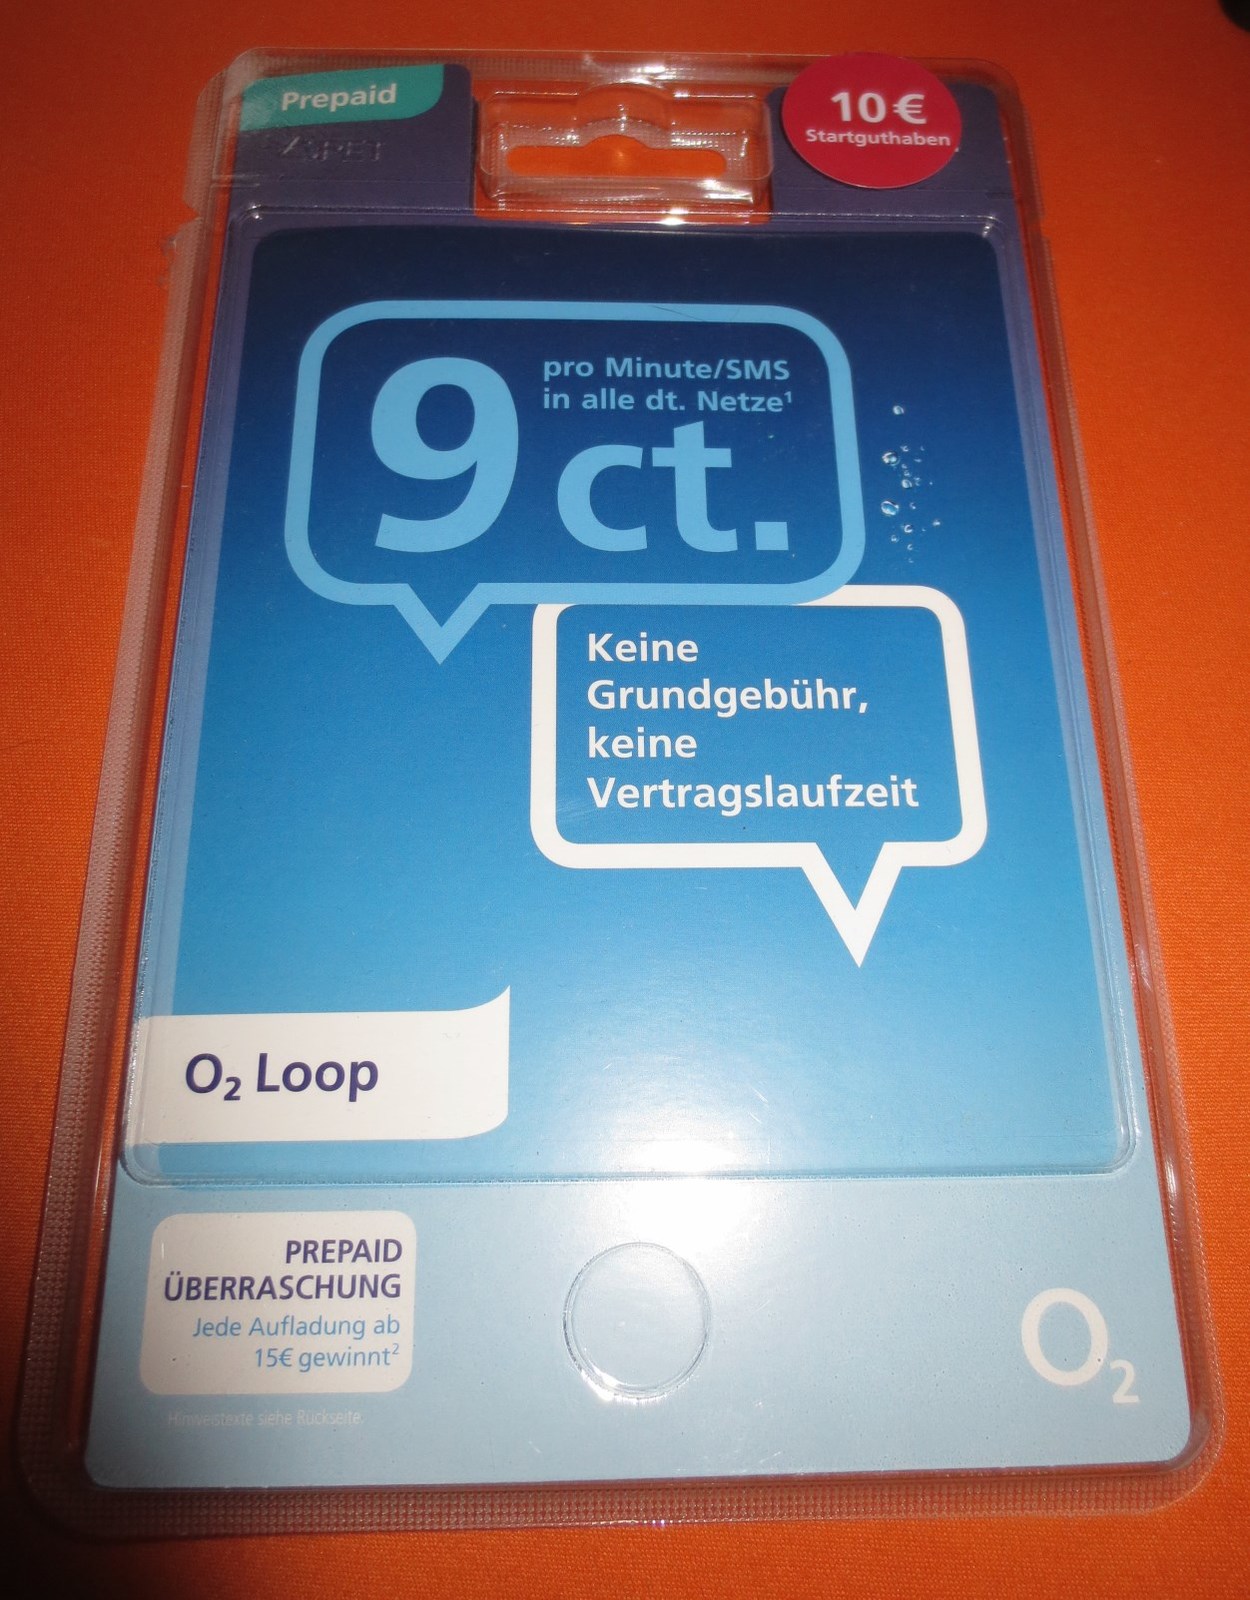 Prepaid
APET
10 €
Startguthaben
9 ct.
pro Minute/SMS
in alle dt. Netze¹
Keine
Grundgebühr,
keine
Vertragslaufzeit
O₂ Loop
PREPAID
ÜBERRASCHUNG
Jede Aufladung ab
15€ gewinnt²
Hinweistexte siehe Rückseite.
O₂